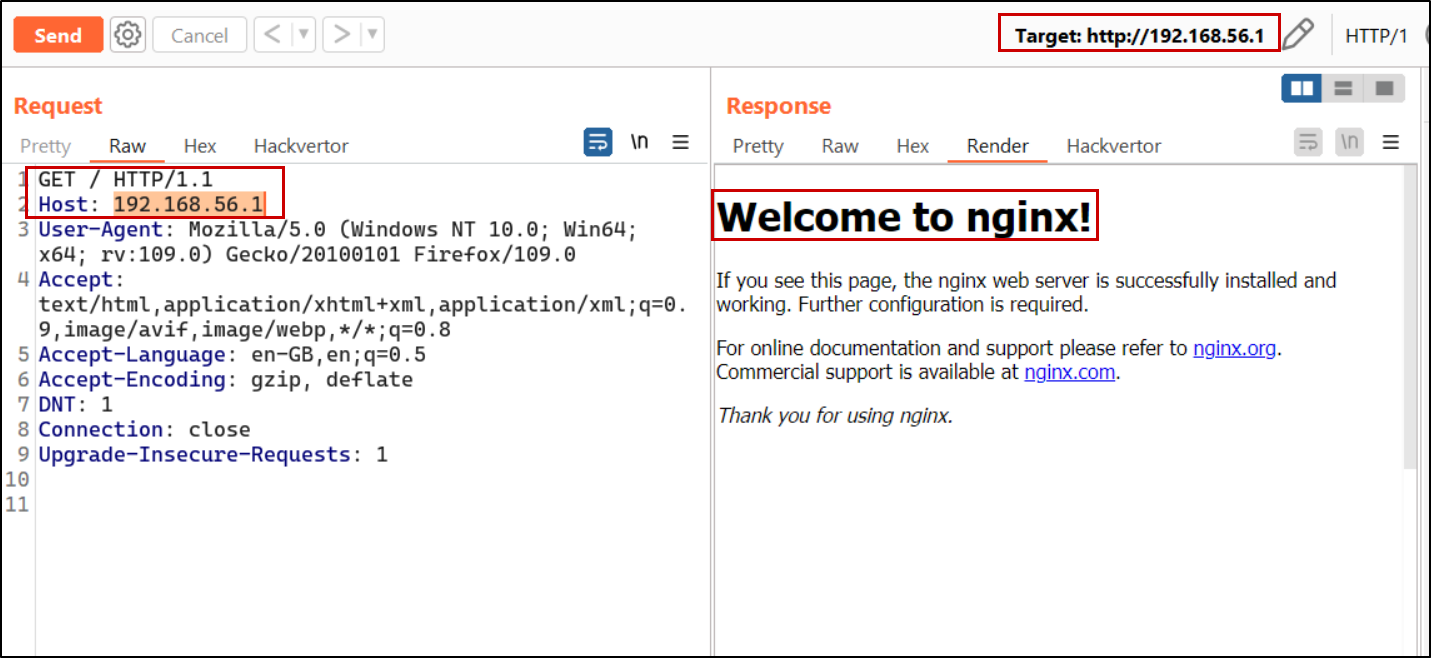 Send
Cancel
< >
Target: http://192.168.56.1
HTTP/1
Request
Pretty Raw Hex Hackvertor
\n
1 GET / HTTP/1.1
2 Host: 192.168.56.1
3 User-Agent: Mozilla/5.0 (Windows NT 10.0; Win64;
x64; rv:109.0) Gecko/20100101 Firefox/109.0
4 Accept:
text/html,application/xhtml+xml,application/xml;q=0.
9,image/avif,image/webp,*/*;q=0.8
5 Accept-Language: en-GB,en;q=0.5
6 Accept-Encoding: gzip, deflate
7 DNT: 1
8 Connection: close
9 Upgrade-Insecure-Requests: 1
10
11
Response
Pretty Raw Hex Render Hackvertor
\n
Welcome to nginx!
If you see this page, the nginx web server is successfully installed and
working. Further configuration is required.
For online documentation and support please refer to nginx.org.
Commercial support is available at nginx.com.
Thank you for using nginx.